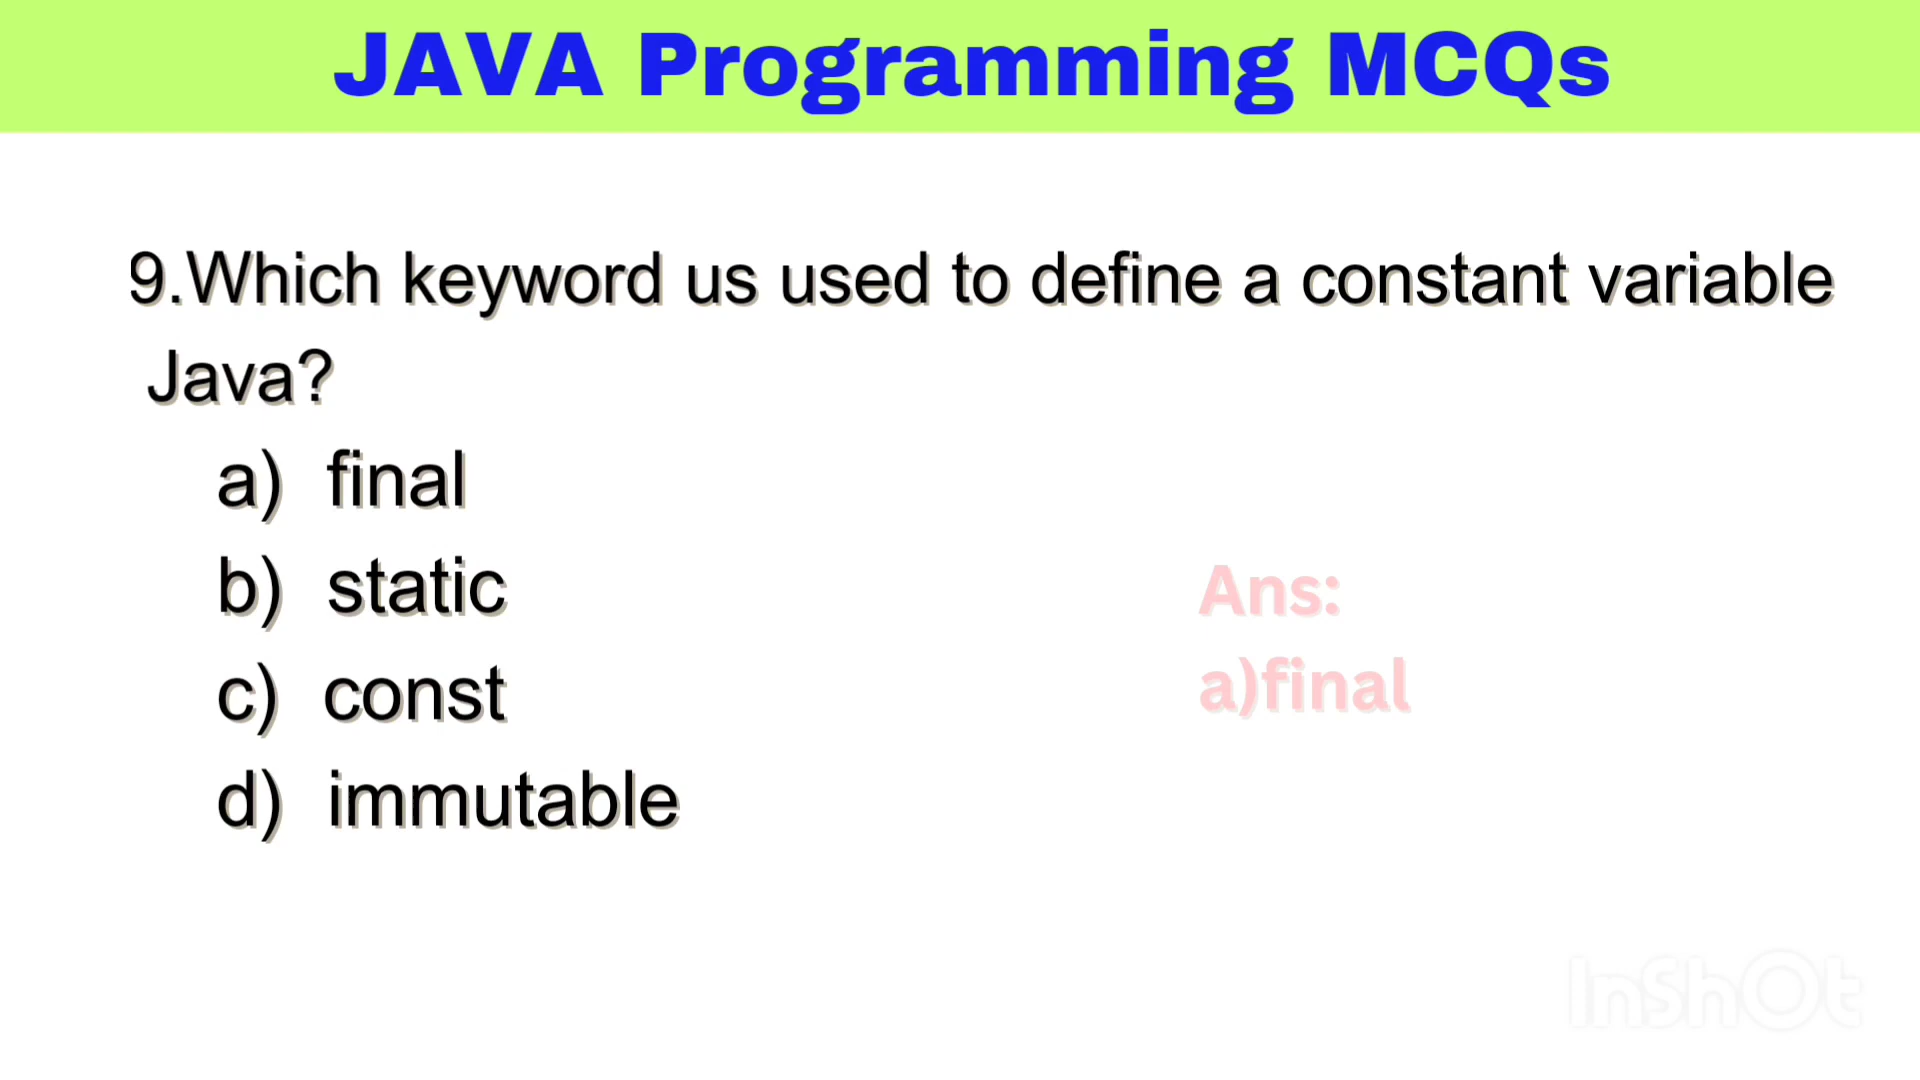 JAVA Programming MCQs
9.Which keyword us used to define a constant variable
Java?
a) final
b) static
c) const
d) immutable
Ans:
a)final
InShOt